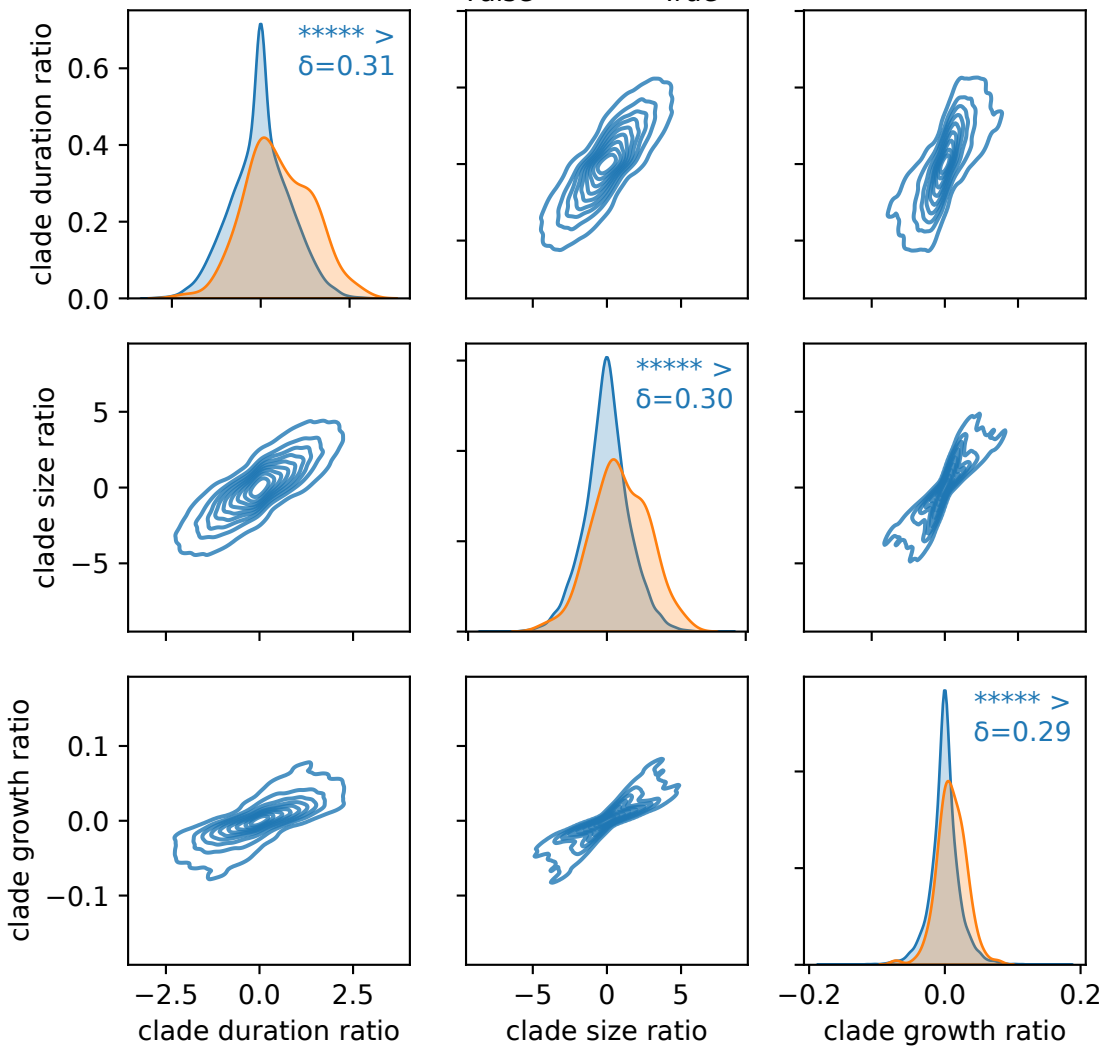 ***** >
δ=0.31
clade duration ratio
0.6
0.4
0.2
0.0
***** >
δ=0.30
clade size ratio
5
0
−5
***** >
δ=0.29
clade growth ratio
0.1
0.0
−0.1
−2.5 0.0 2.5 −5 0 5 −0.2 0.0 0.2
clade duration ratio clade size ratio clade growth ratio